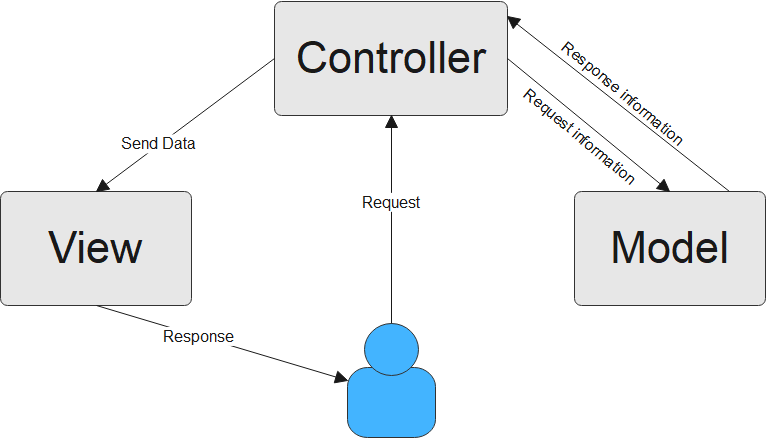 Controller
Response information
Request information
Send Data
Request
View
Model
Response